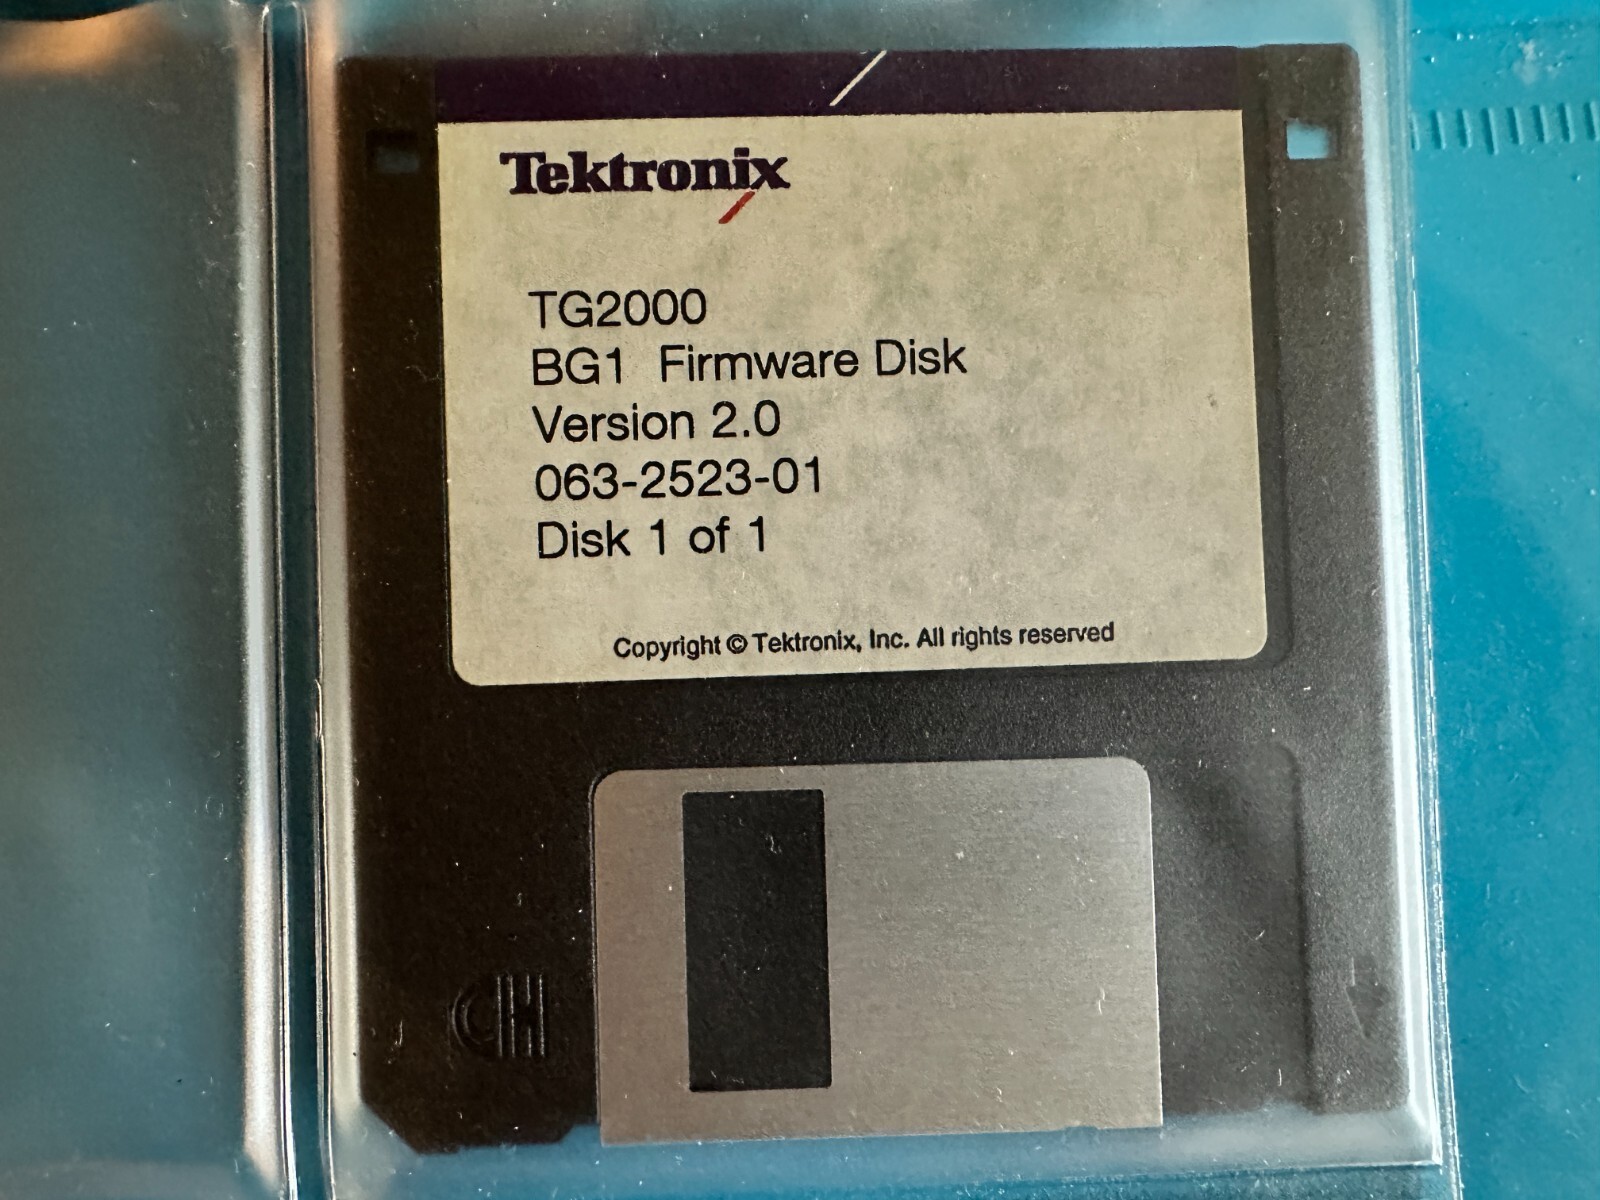 Tektronix
TG2000
BG1 Firmware Disk
Version 2.0
063-2523-01
Disk 1 of 1
Copyright © Tektronix, Inc. All rights reserved